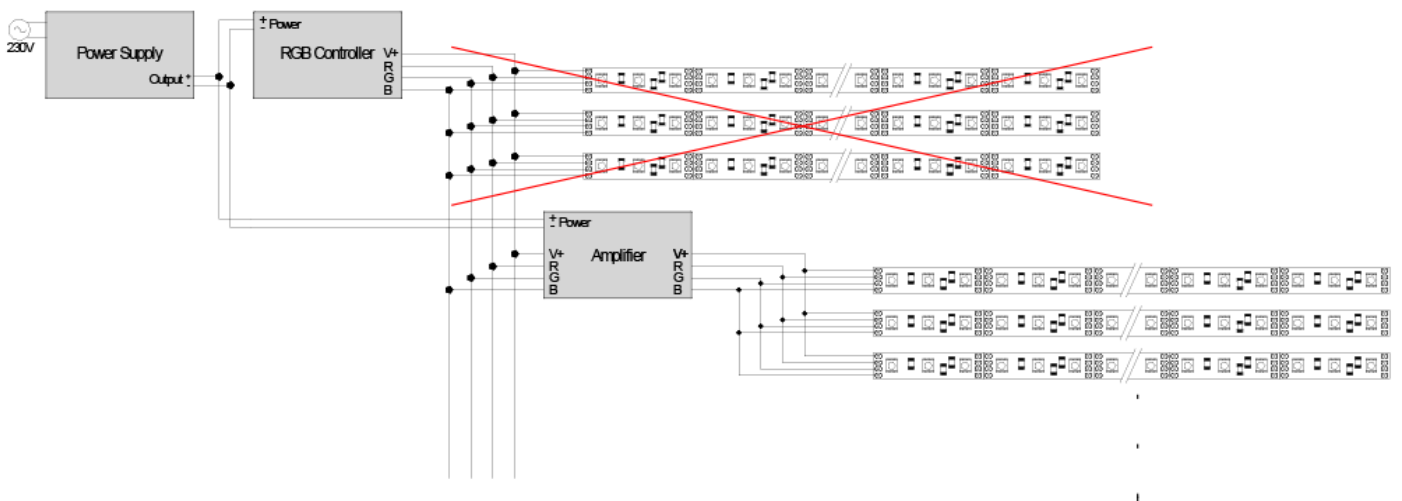 230V
Power Supply
Output +
-
+ Power
-
RGB Controller
V+
R
G
B
+ Power
-
Amplifier
V+
R
G
B
V+
R
G
B